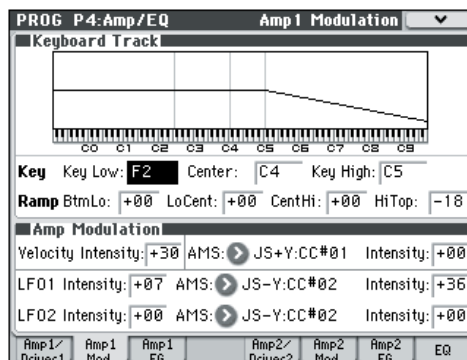 PROG P4:Amp/EQ Amp1 Modulation
Keyboard Track
C0 C1 C2 C3 C4 C5 C6 C7 C8 C9
Key Key Low: F2 Center: C4 Key High: C5
Ramp BtmLo: +00 LoCent: +00 CentHi: +00 HiTop: -18
Amp Modulation
Velocity Intensity: +30 AMS: JS+Y:CC#01 Intensity: +00
LFO1 Intensity: +07 AMS: JS-Y:CC#02 Intensity: +36
LFO2 Intensity: +00 AMS: JS-Y:CC#02 Intensity: +00
Amp1/ Amp1 Amp1 Amp2/ Amp2 Amp2 EQ
Driver1 Mod. EG Driver2 Mod. EG